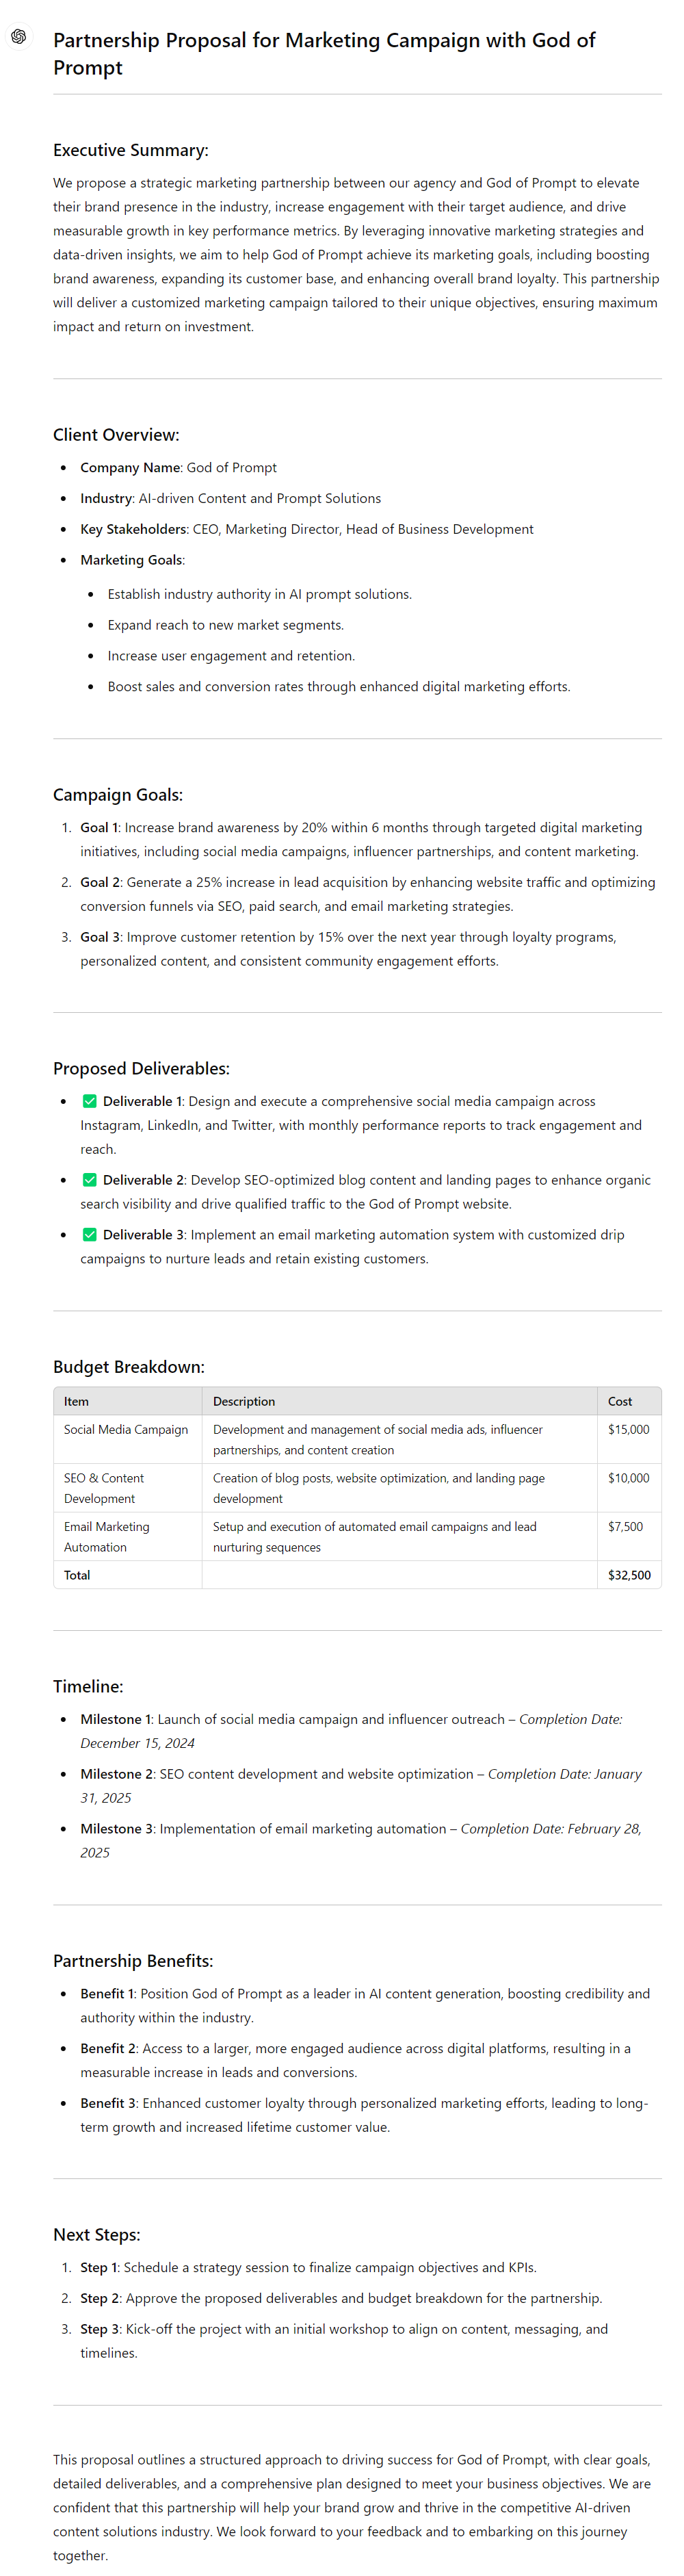 Partnership Proposal for Marketing Campaign with God of
Prompt
Executive Summary:
We propose a strategic marketing partnership between our agency and God of Prompt to elevate
their brand presence in the industry, increase engagement with their target audience, and drive
measurable growth in key performance metrics. By leveraging innovative marketing strategies and
data-driven insights, we aim to help God of Prompt achieve its marketing goals, including boosting
brand awareness, expanding its customer base, and enhancing overall brand loyalty. This partnership
will deliver a customized marketing campaign tailored to their unique objectives, ensuring maximum
impact and return on investment.
Client Overview:
• Company Name: God of Prompt
• Industry: AI-driven Content and Prompt Solutions
• Key Stakeholders: CEO, Marketing Director, Head of Business Development
• Marketing Goals:
• Establish industry authority in AI prompt solutions.
• Expand reach to new market segments.
• Increase user engagement and retention.
• Boost sales and conversion rates through enhanced digital marketing efforts.
Campaign Goals:
1. Goal 1: Increase brand awareness by 20% within 6 months through targeted digital marketing
initiatives, including social media campaigns, influencer partnerships, and content marketing.
2. Goal 2: Generate a 25% increase in lead acquisition by enhancing website traffic and optimizing
conversion funnels via SEO, paid search, and email marketing strategies.
3. Goal 3: Improve customer retention by 15% over the next year through loyalty programs,
personalized content, and consistent community engagement efforts.
Proposed Deliverables:
• ✅ Deliverable 1: Design and execute a comprehensive social media campaign across
Instagram, LinkedIn, and Twitter, with monthly performance reports to track engagement and
reach.
• ✅ Deliverable 2: Develop SEO-optimized blog content and landing pages to enhance organic
search visibility and drive qualified traffic to the God of Prompt website.
• ✅ Deliverable 3: Implement an email marketing automation system with customized drip
campaigns to nurture leads and retain existing customers.
Budget Breakdown:
Item Description Cost
Social Media Campaign Development and management of social media ads, influencer $15,000
partnerships, and content creation
SEO & Content Creation of blog posts, website optimization, and landing page $10,000
Development development
Email Marketing Setup and execution of automated email campaigns and lead $7,500
Automation nurturing sequences
Total $32,500
Timeline:
• Milestone 1: Launch of social media campaign and influencer outreach – Completion Date:
December 15, 2024
• Milestone 2: SEO content development and website optimization – Completion Date: January
31, 2025
• Milestone 3: Implementation of email marketing automation – Completion Date: February 28,
2025
Partnership Benefits:
• Benefit 1: Position God of Prompt as a leader in AI content generation, boosting credibility and
authority within the industry.
• Benefit 2: Access to a larger, more engaged audience across digital platforms, resulting in a
measurable increase in leads and conversions.
• Benefit 3: Enhanced customer loyalty through personalized marketing efforts, leading to long-
term growth and increased lifetime customer value.
Next Steps:
1. Step 1: Schedule a strategy session to finalize campaign objectives and KPIs.
2. Step 2: Approve the proposed deliverables and budget breakdown for the partnership.
3. Step 3: Kick-off the project with an initial workshop to align on content, messaging, and
timelines.
This proposal outlines a structured approach to driving success for God of Prompt, with clear goals,
detailed deliverables, and a comprehensive plan designed to meet your business objectives. We are
confident that this partnership will help your brand grow and thrive in the competitive AI-driven
content solutions industry. We look forward to your feedback and to embarking on this journey
together.